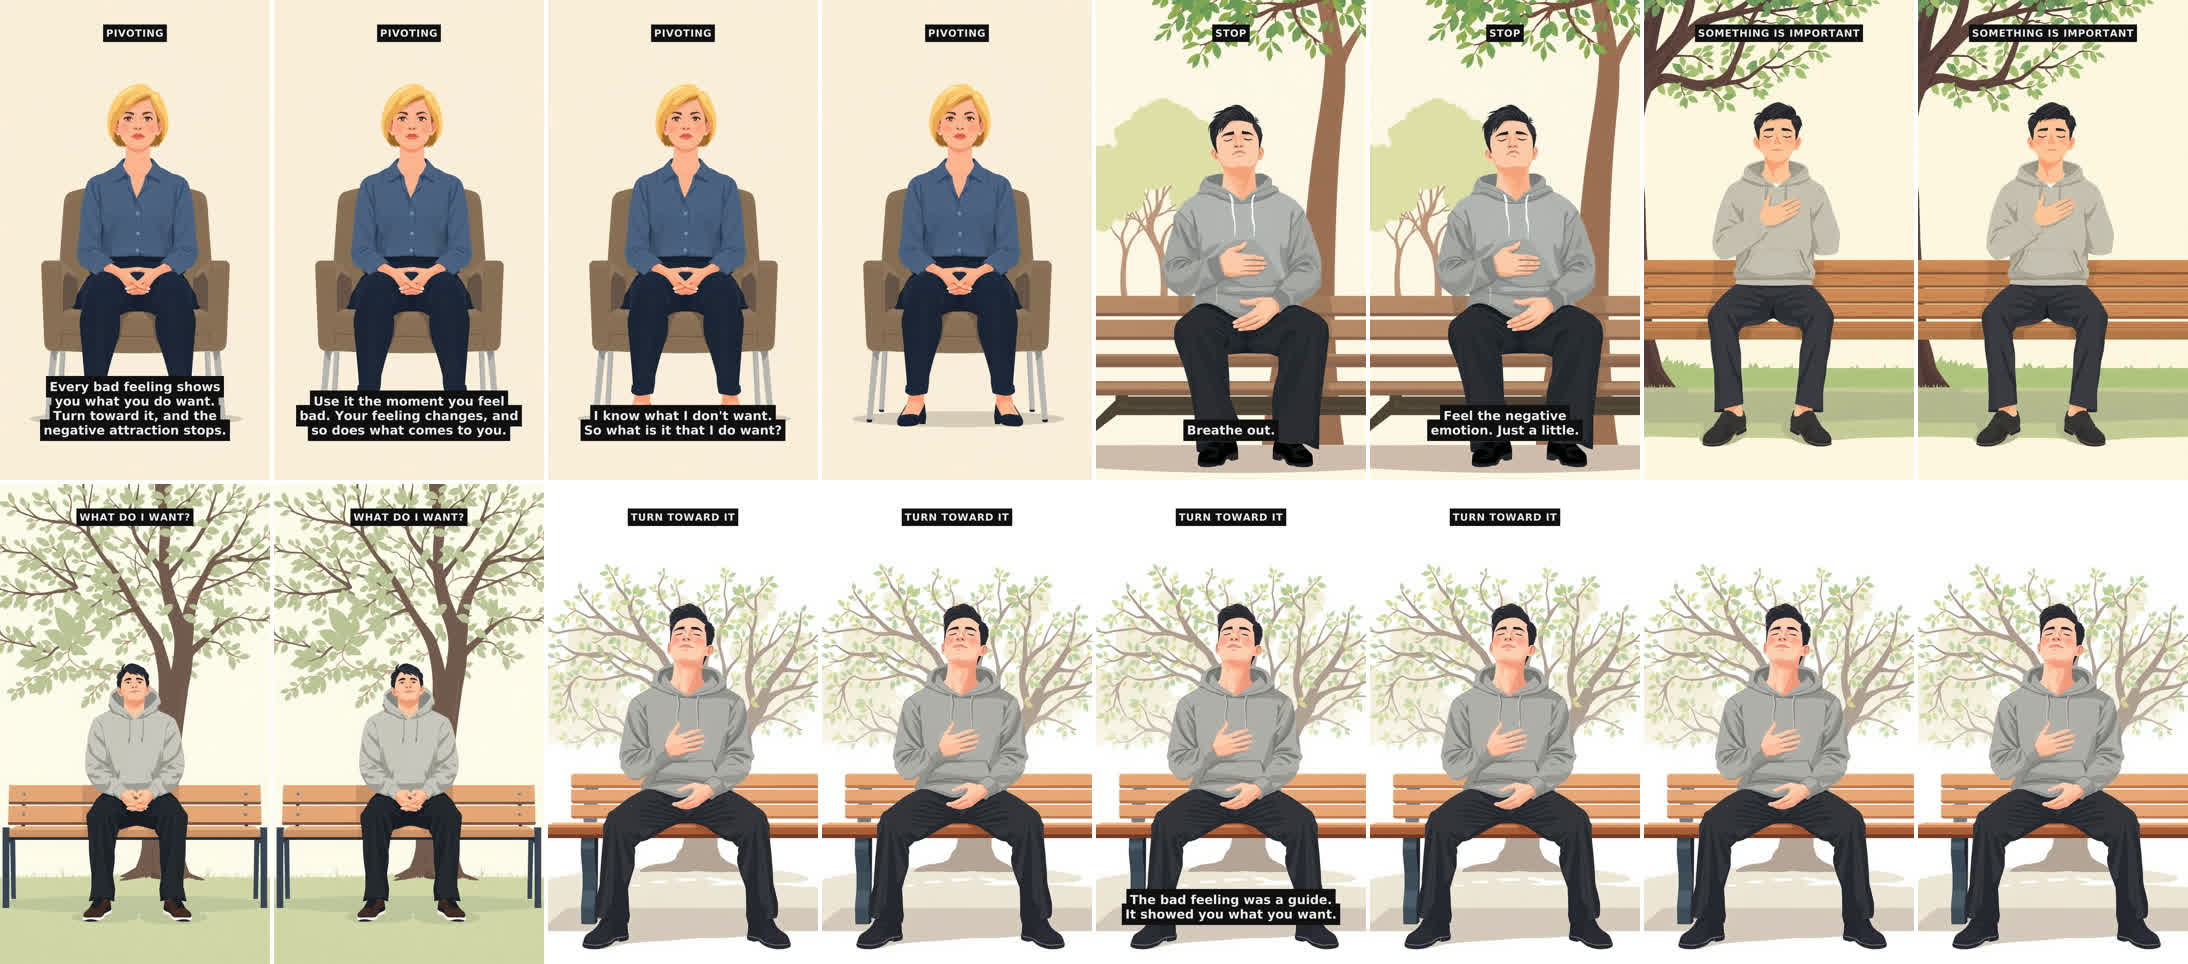 PIVOTING
Every bad feeling shows
you what you do want.
Turn toward it, and the
negative attraction stops.
PIVOTING
Use it the moment you feel
bad. Your feeling changes, and
so does what comes to you.
PIVOTING
I know what I don't want.
So what is it that I do want?
PIVOTING
STOP
Breathe out.
STOP
Feel the negative
emotion. Just a little.
SOMETHING IS IMPORTANT
SOMETHING IS IMPORTANT
WHAT DO I WANT?
WHAT DO I WANT?
TURN TOWARD IT
TURN TOWARD IT
TURN TOWARD IT
The bad feeling was a guide.
It showed you what you want.
TURN TOWARD IT